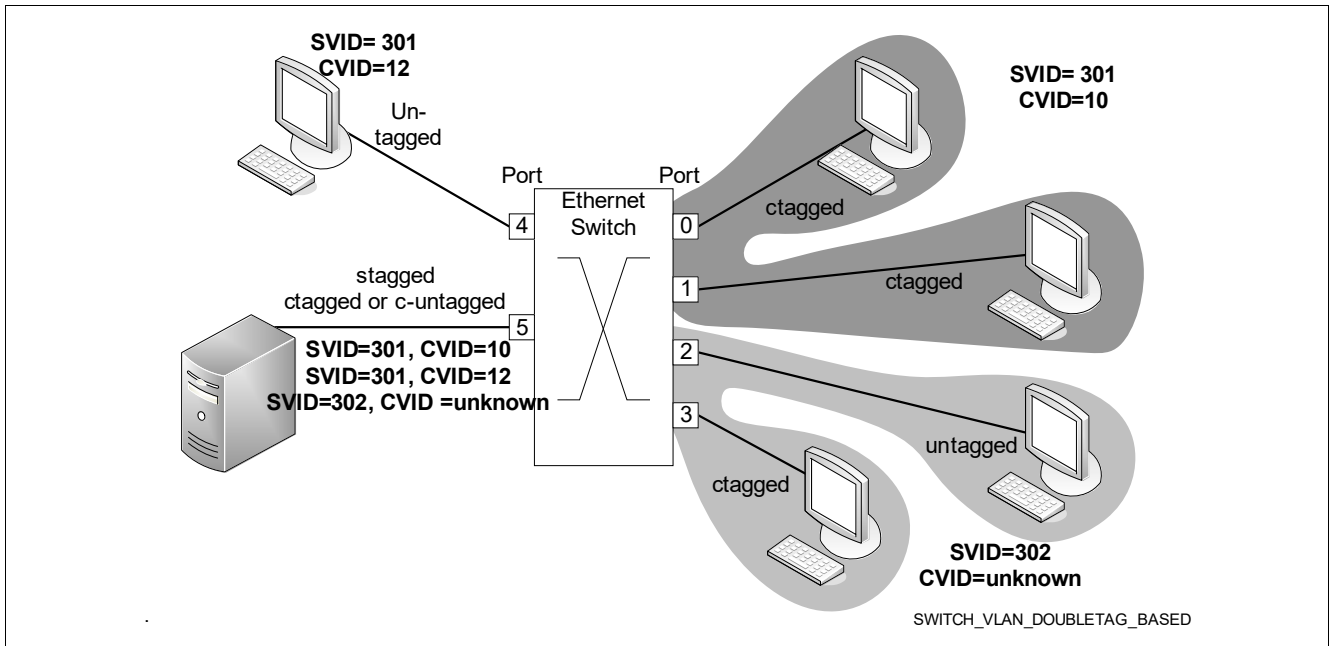 SVID= 301
CVID=12
Un-
tagged
SVID= 301
CVID=10
Port
Port
Ethernet
Switch
4
0
ctagged
stagged
ctagged or c-untagged
1
ctagged
5
SVID=301, CVID=10
SVID=301, CVID=12
SVID=302, CVID =unknown
2
3
untagged
ctagged
SVID=302
CVID=unknown
.
SWITCH_VLAN_DOUBLETAG_BASED